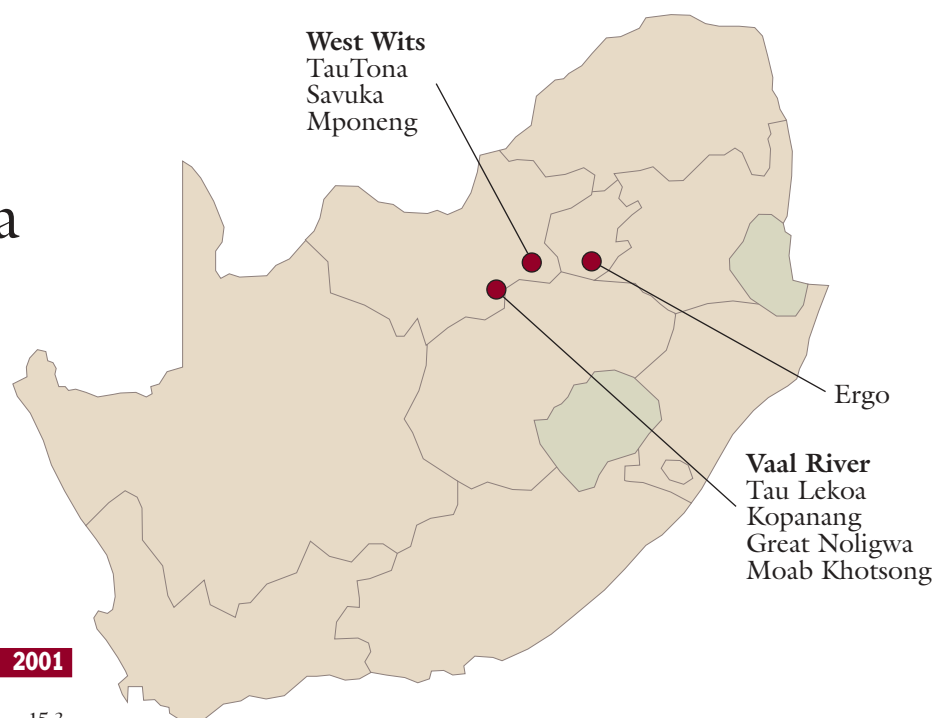 West Wits
TauTona
Savuka
Mponeng
a
Ergo
Vaal River
Tau Lekoa
Kopanang
Great Noligwa
Moab Khotsong
2001